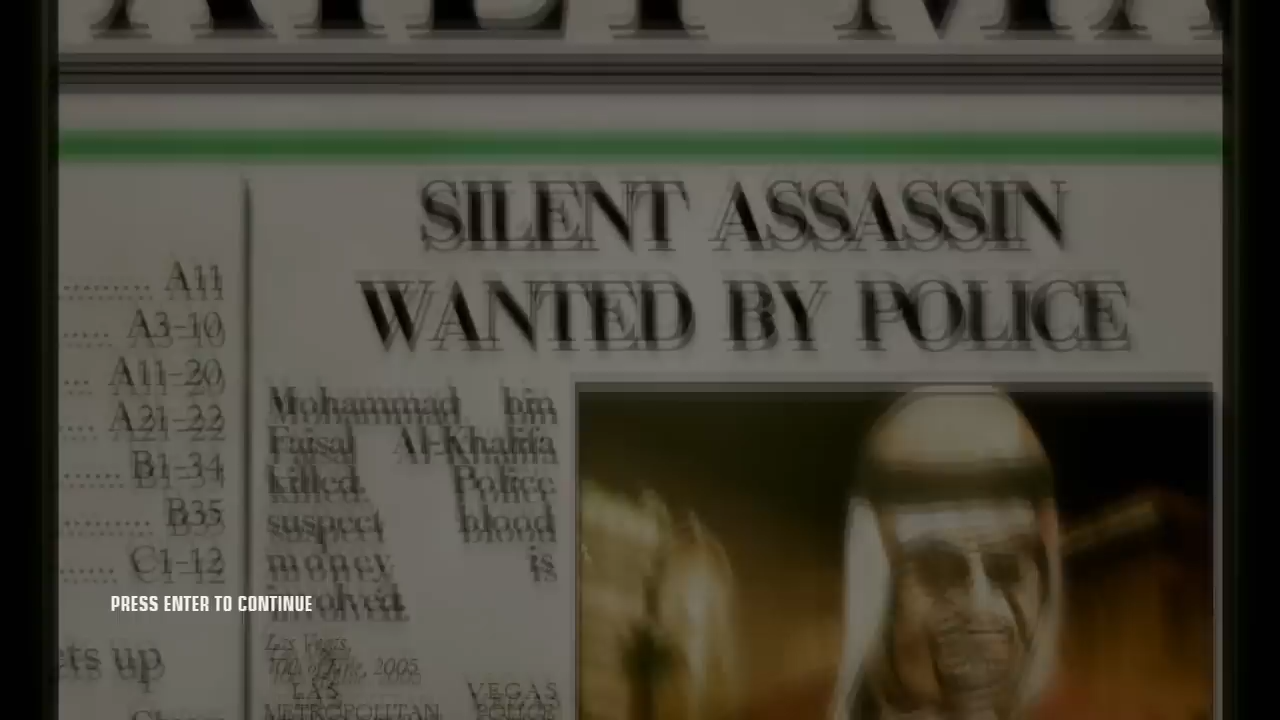 SILENT ASSASSIN
WANTED BY POLICE
A11
A3-10
A11-20
A21-22
B1-34
B35
C1-12
ets up
Mohammad bin
Faisal Al-Khalifa
killed. Police
suspect blood
money is
involved.
Las Vegas,
10th of June, 2005
LAS VEGAS
METROPOLITAN POLICE
PRESS ENTER TO CONTINUE